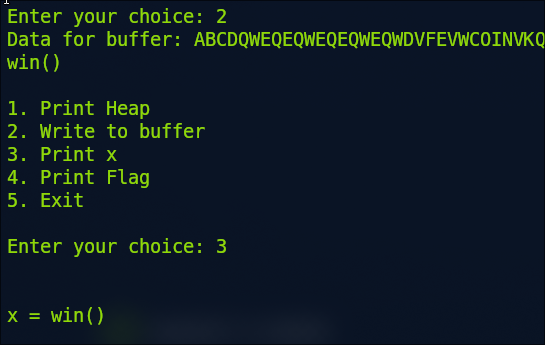 Enter your choice: 2
Data for buffer: ABCDQWEQEQWEQEQWEQWDVFEVWCOINVKQ
win()
1. Print Heap
2. Write to buffer
3. Print x
4. Print Flag
5. Exit
Enter your choice: 3
x = win()